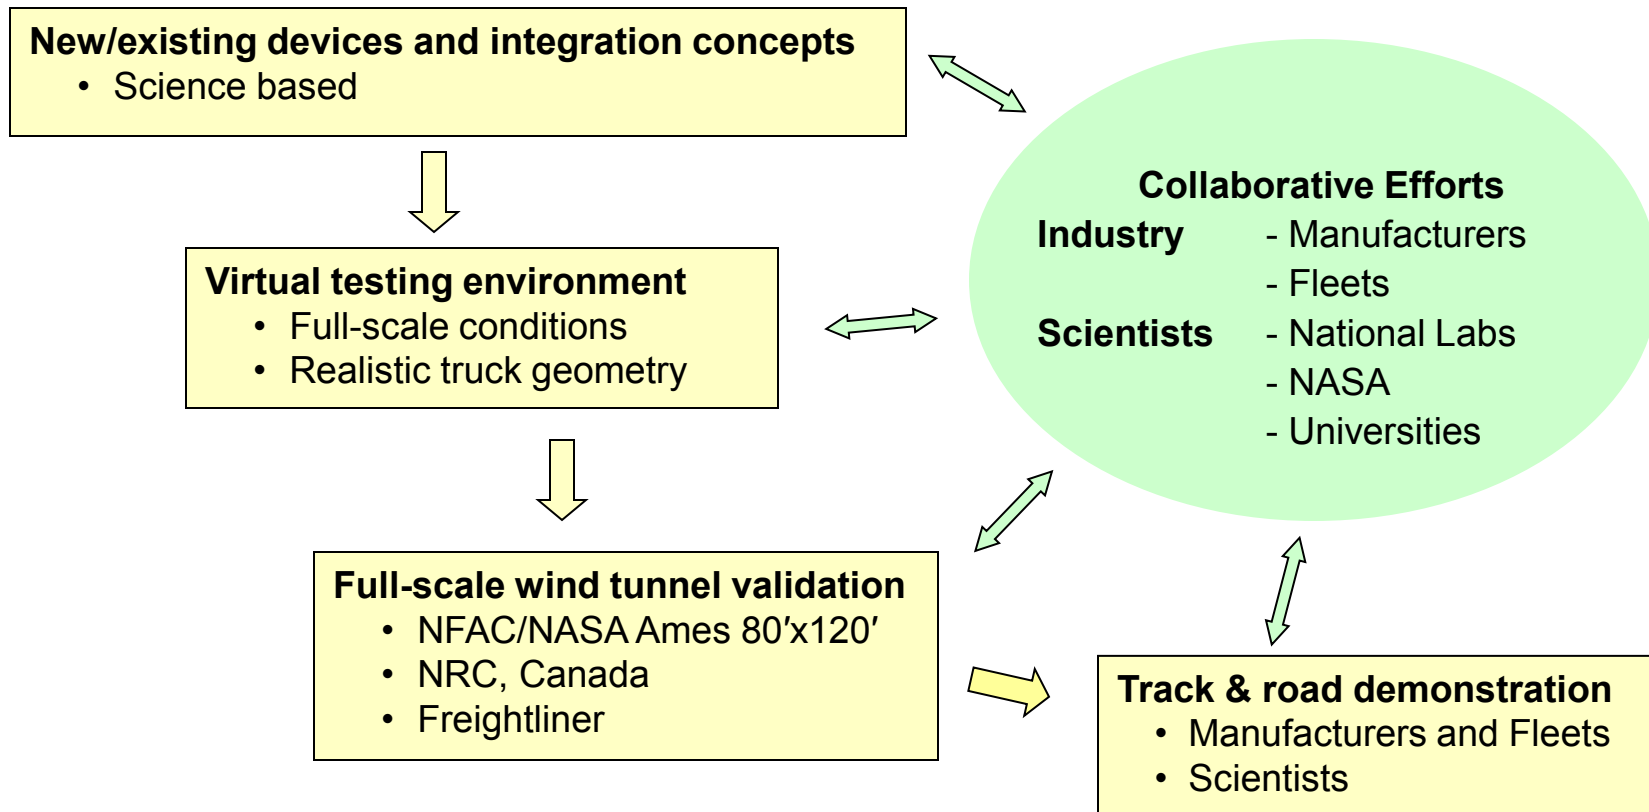 New/existing devices and integration concepts
• Science based
Collaborative Efforts
Industry - Manufacturers
- Fleets
Scientists - National Labs
- NASA
- Universities
Virtual testing environment
• Full-scale conditions
• Realistic truck geometry
Full-scale wind tunnel validation
• NFAC/NASA Ames 80′x120′
• NRC, Canada
• Freightliner
Track & road demonstration
• Manufacturers and Fleets
• Scientists